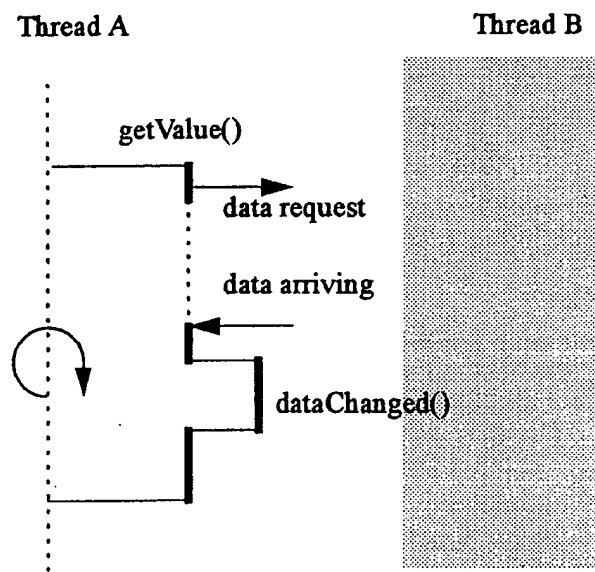 Thread A
Thread B
getValue()
data request
data arriving
dataChanged()